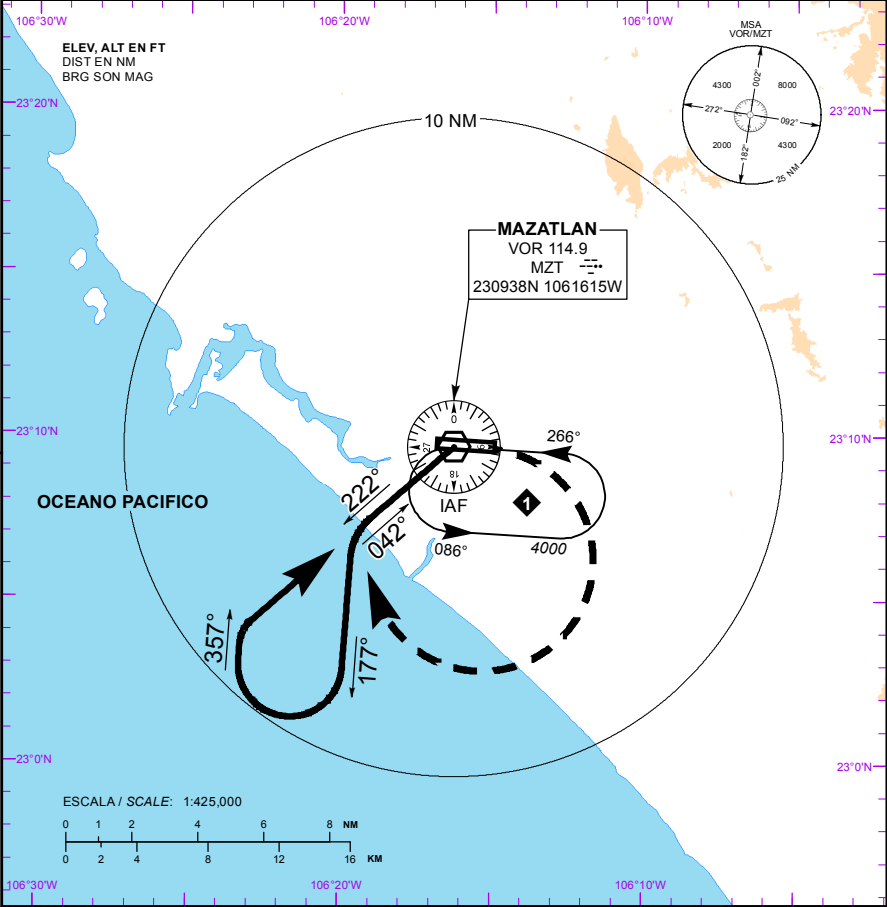 106°30'W
106°20'W
106°10'W
ELEV, ALT EN FT
DIST EN NM
BRG SON MAG
MSA
VOR/MZT
4300
002°
8000
272°
092°
2000
182°
4300
25 NM
23°20'N
23°20'N
10 NM
MAZATLAN
VOR 114.9
MZT
230938N 1061615W
23°10'N
23°10'N
0
27
9
18
266°
IAF
1
OCEANO PACIFICO
222°
042°
086°
4000
357°
177°
23°0'N
23°0'N
ESCALA / SCALE: 1:425,000
0 1 2 4 6 8 NM
0 2 4 8 12 16 KM
106°30'W
106°20'W
106°10'W